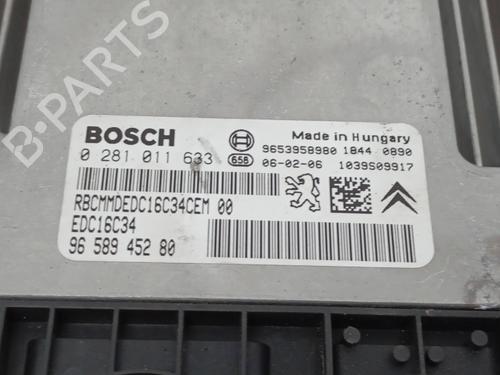 B-PARTS
BOSCH
0 281 011 633
658
Made in Hungary
9653958980 1844 0890
06-02-06 1039S09917
RBCMMDEDC16C34CEM 00
EDC16C34
96 589 452 80